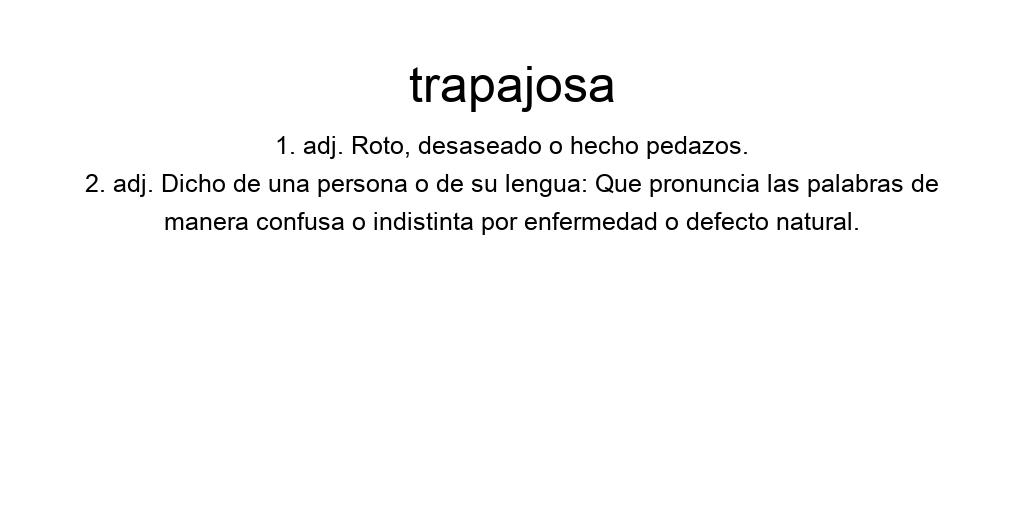 trapajosa
1. adj. Roto, desaseado o hecho pedazos.
2. adj. Dicho de una persona o de su lengua: Que pronuncia las palabras de
manera confusa o indistinta por enfermedad o defecto natural.